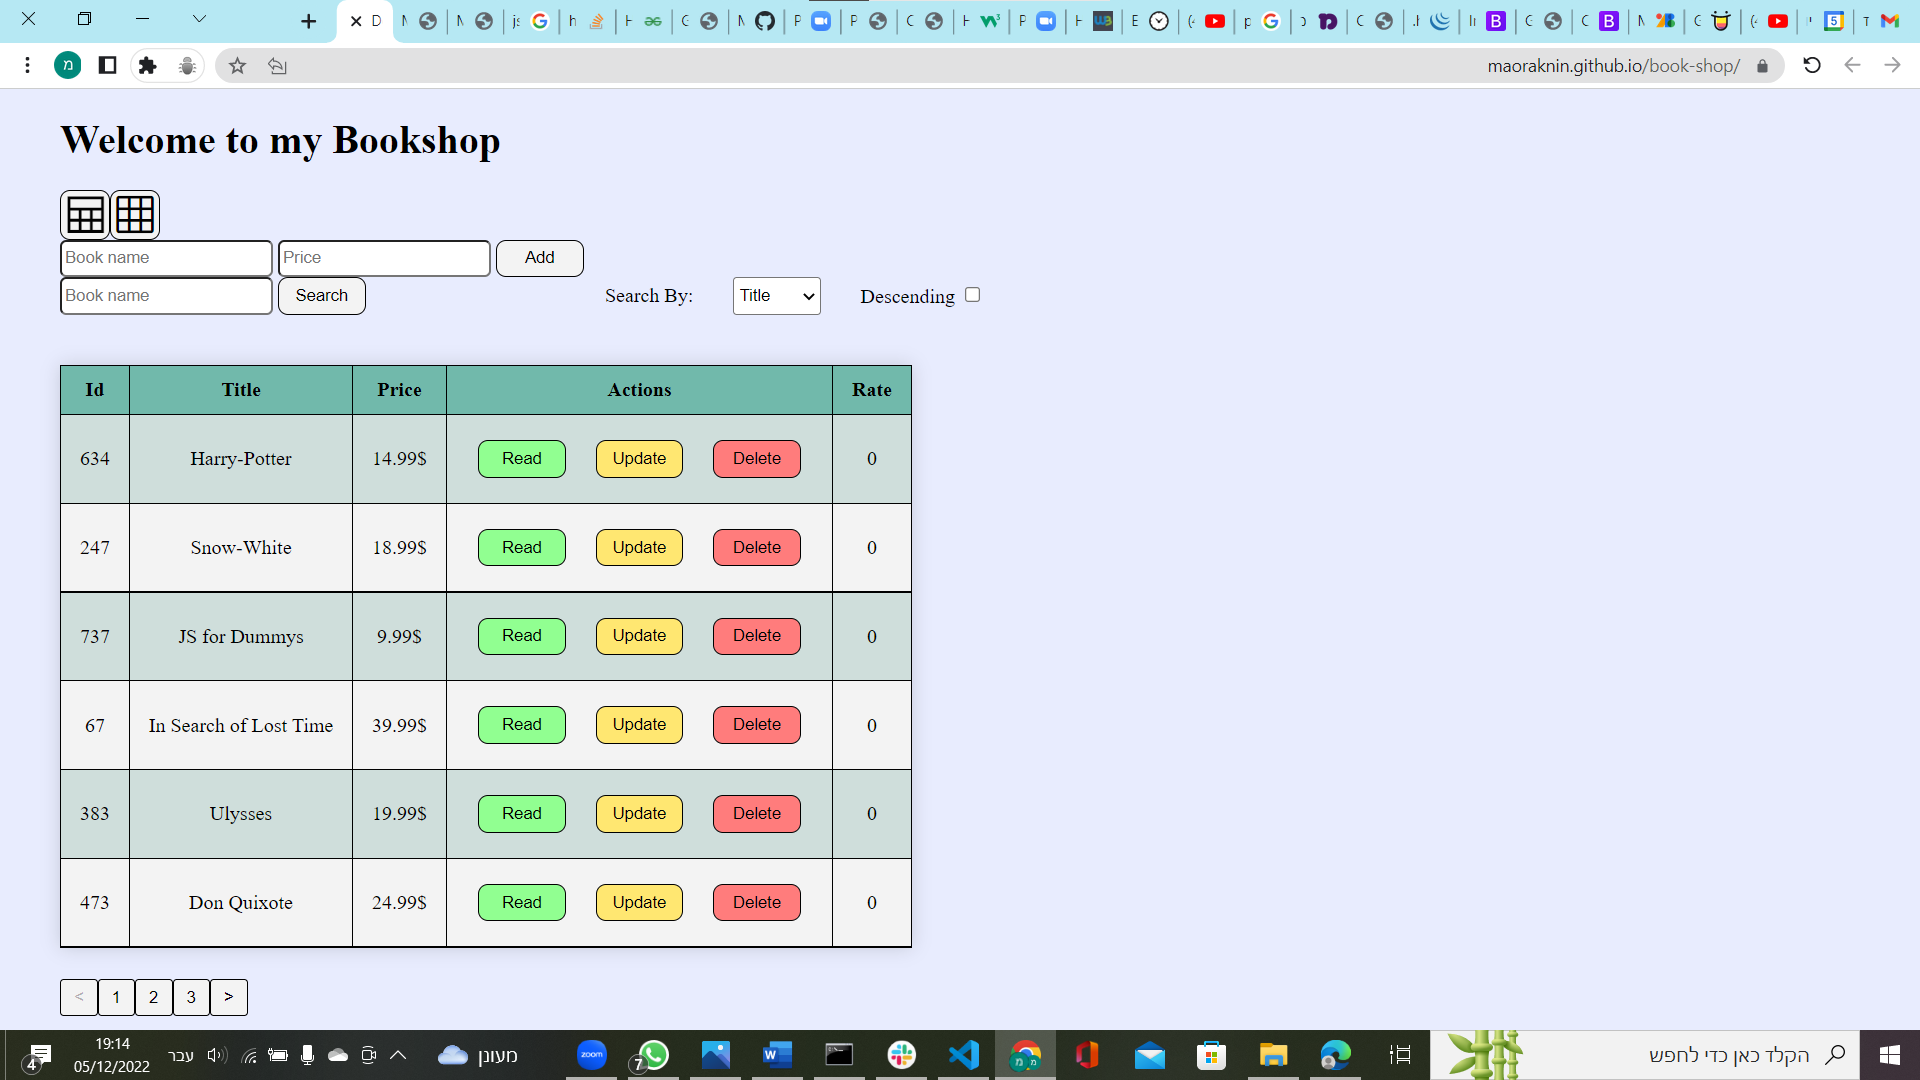 maoraknin.github.io/book-shop/
Welcome to my Bookshop
Book name Price Add
Book name Search Search By: Title Descending
Id Title Price Actions Rate
634 Harry-Potter 14.99$ Read Update Delete 0
247 Snow-White 18.99$ Read Update Delete 0
737 JS for Dummys 9.99$ Read Update Delete 0
67 In Search of Lost Time 39.99$ Read Update Delete 0
383 Ulysses 19.99$ Read Update Delete 0
473 Don Quixote 24.99$ Read Update Delete 0
< 1 2 3 >
4
19:14
05/12/2022
עבר
מעונן
zoom
7
הקלד כאן כדי לחפש